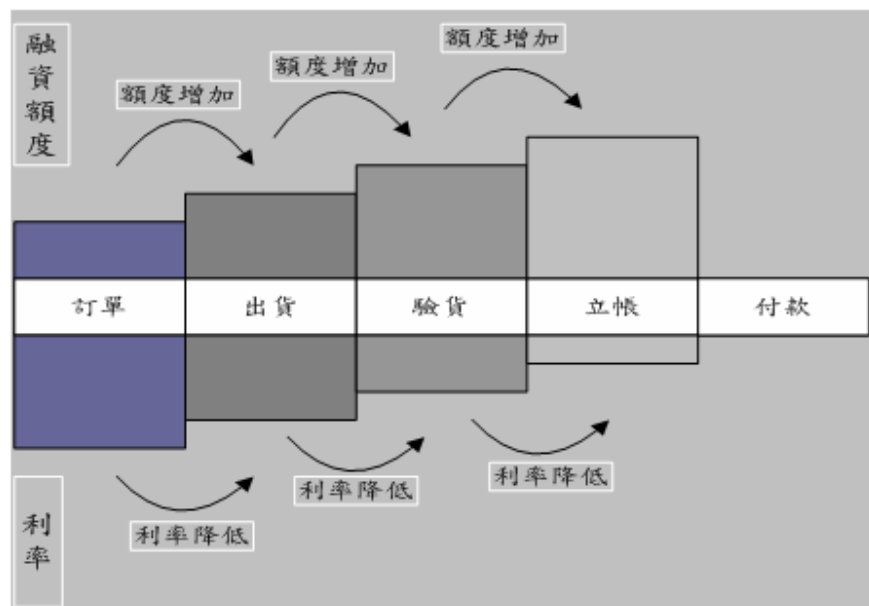 融資額度
額度增加
額度增加
額度增加
訂單
出貨
驗貨
立帳
付款
利率降低
利率降低
利率降低
利率